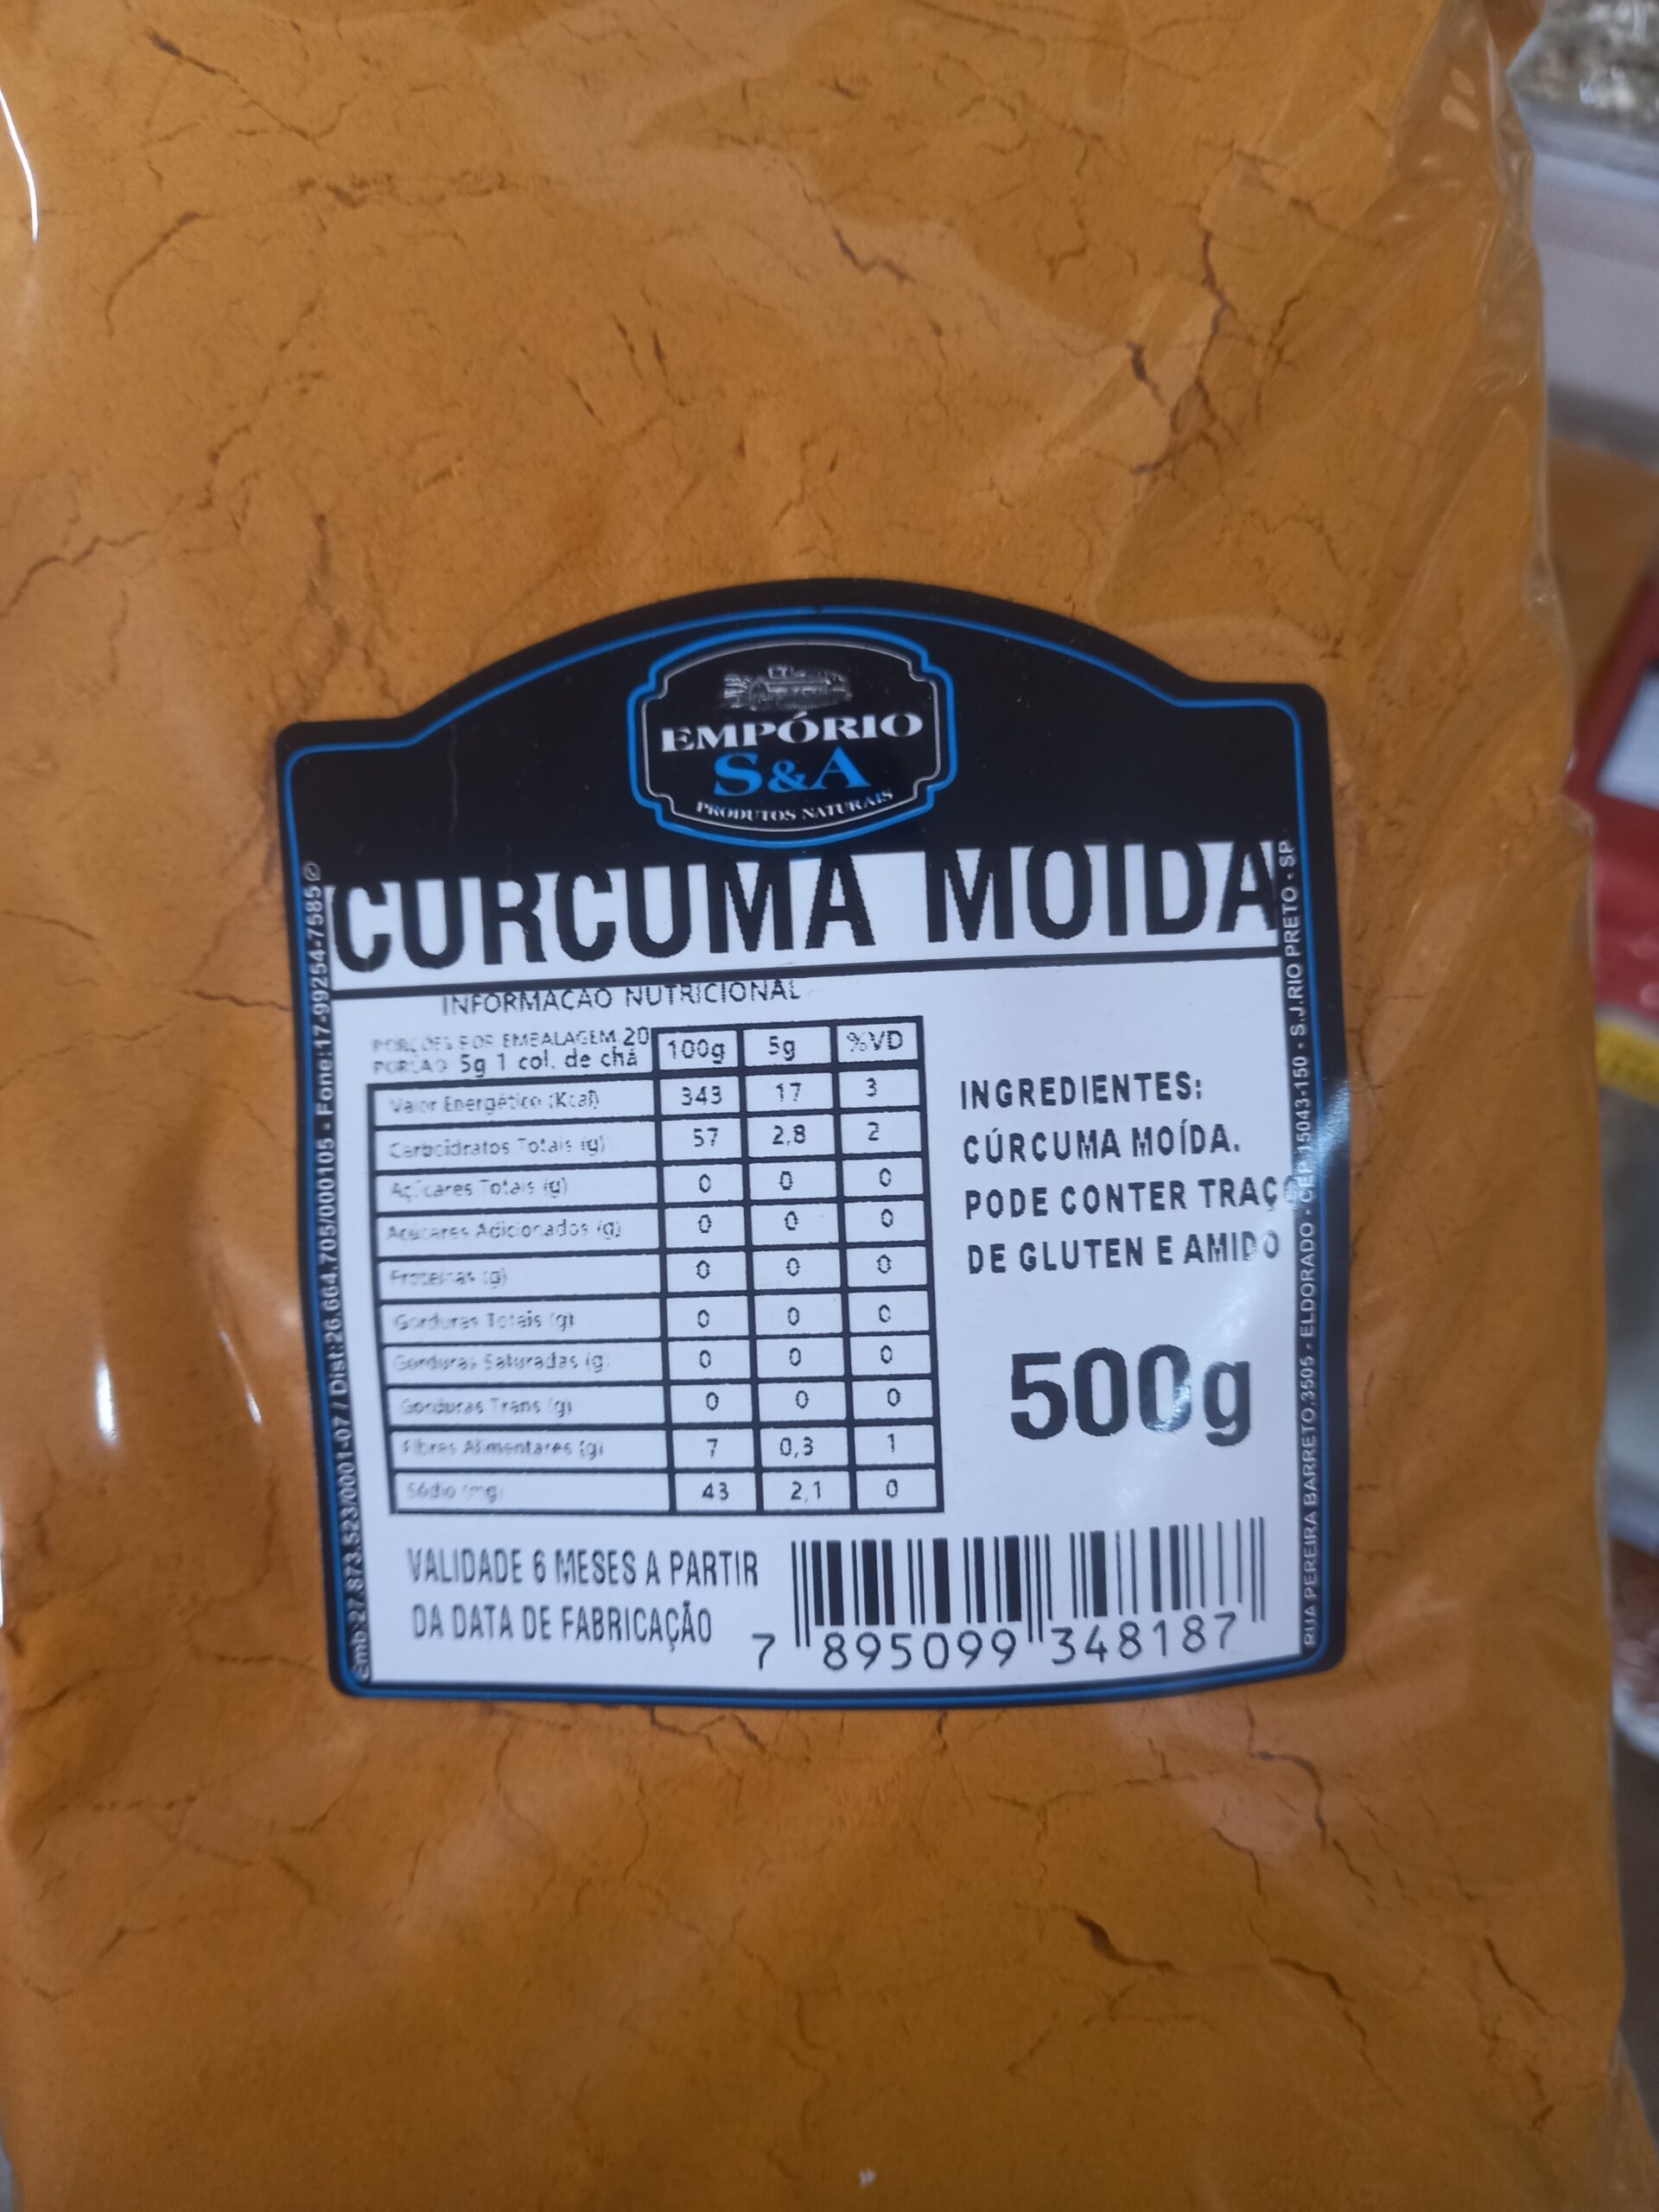 EMPÓRIO
S&A
PRODUTOS NATURAIS
CURCUMA MOIDA
INFORMAÇÃO NUTRICIONAL
PORÇÕES POR EMBALAGEM 20
PORÇÃO 5g 1 col. de chá
100g 5g %VD
Valor Energético (Kcal) 343 17 3
Carboidratos Totais (g) 57 2,8 2
Açúcares Totais (g) 0 0 0
Açúcares Adicionados (g) 0 0 0
Proteínas (g) 0 0 0
Gorduras Totais (g) 0 0 0
Gorduras Saturadas (g) 0 0 0
Gorduras Trans (g) 0 0 0
Fibras Alimentares (g) 7 0,3 1
Sódio (mg) 43 2,1 0
INGREDIENTES:
CÚRCUMA MOÍDA.
PODE CONTER TRAÇO
DE GLUTEN E AMIDO
500g
VALIDADE 6 MESES A PARTIR
DA DATA DE FABRICAÇÃO
7 895099 348187
Emb:27.873.523/0001-07 / Dist:26.664.705/000105 - Fone:17-99254-7585
RUA PEREIRA BARRETO,3505 - ELDORADO - CEP 15043-150 - S.J.RIO PRETO - SP